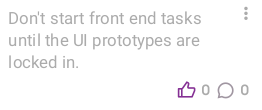 Don't start front end tasks
until the UI prototypes are
locked in.
0 0